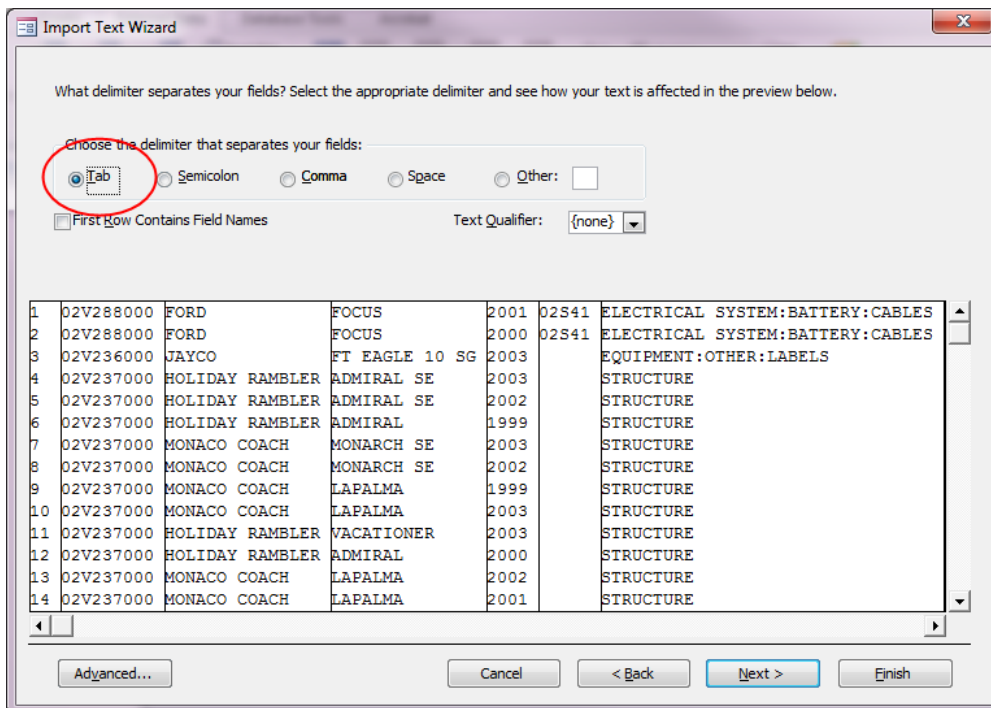 Import Text Wizard
What delimiter separates your fields? Select the appropriate delimiter and see how your text is affected in the preview below.
Choose the delimiter that separates your fields:
Tab Semicolon Comma Space Other:
First Row Contains Field Names Text Qualifier: {none}
1 02V288000 FORD FOCUS 2001 02S41 ELECTRICAL SYSTEM:BATTERY:CABLES
2 02V288000 FORD FOCUS 2000 02S41 ELECTRICAL SYSTEM:BATTERY:CABLES
3 02V236000 JAYCO FT EAGLE 10 SG 2003 EQUIPMENT:OTHER:LABELS
4 02V237000 HOLIDAY RAMBLER ADMIRAL SE 2003 STRUCTURE
5 02V237000 HOLIDAY RAMBLER ADMIRAL SE 2002 STRUCTURE
6 02V237000 HOLIDAY RAMBLER ADMIRAL 1999 STRUCTURE
7 02V237000 MONACO COACH MONARCH SE 2003 STRUCTURE
8 02V237000 MONACO COACH MONARCH SE 2002 STRUCTURE
9 02V237000 MONACO COACH LAPALMA 1999 STRUCTURE
10 02V237000 MONACO COACH LAPALMA 2003 STRUCTURE
11 02V237000 HOLIDAY RAMBLER VACATIONER 2003 STRUCTURE
12 02V237000 HOLIDAY RAMBLER ADMIRAL 2000 STRUCTURE
13 02V237000 MONACO COACH LAPALMA 2002 STRUCTURE
14 02V237000 MONACO COACH LAPALMA 2001 STRUCTURE
Advanced... Cancel < Back Next > Finish